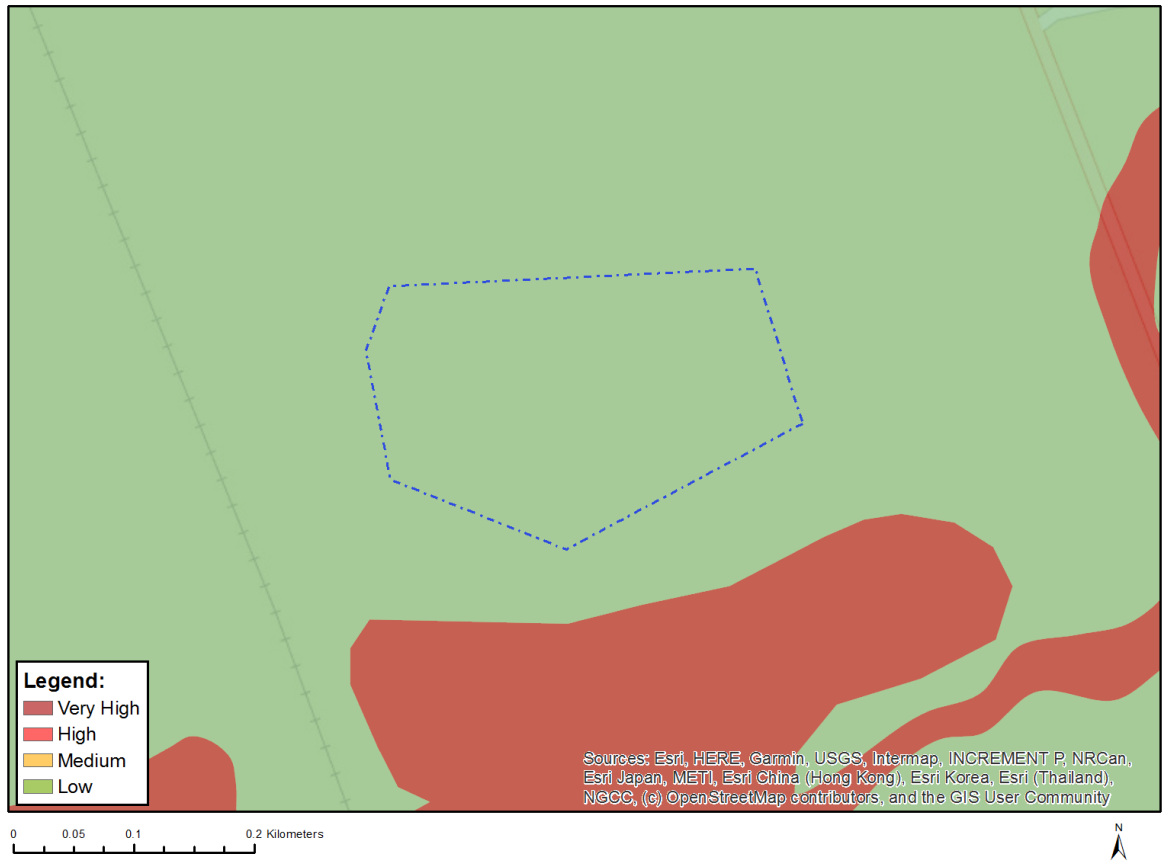 Legend:
Very High
High
Medium
Low
Sources: Esri, HERE, Garmin, USGS, Intermap, INCREMENT P, NRCan,
Esri Japan, METI, Esri China (Hong Kong), Esri Korea, Esri (Thailand),
NGCC, (c) OpenStreetMap contributors, and the GIS User Community
0 0.05 0.1 0.2 Kilometers
N